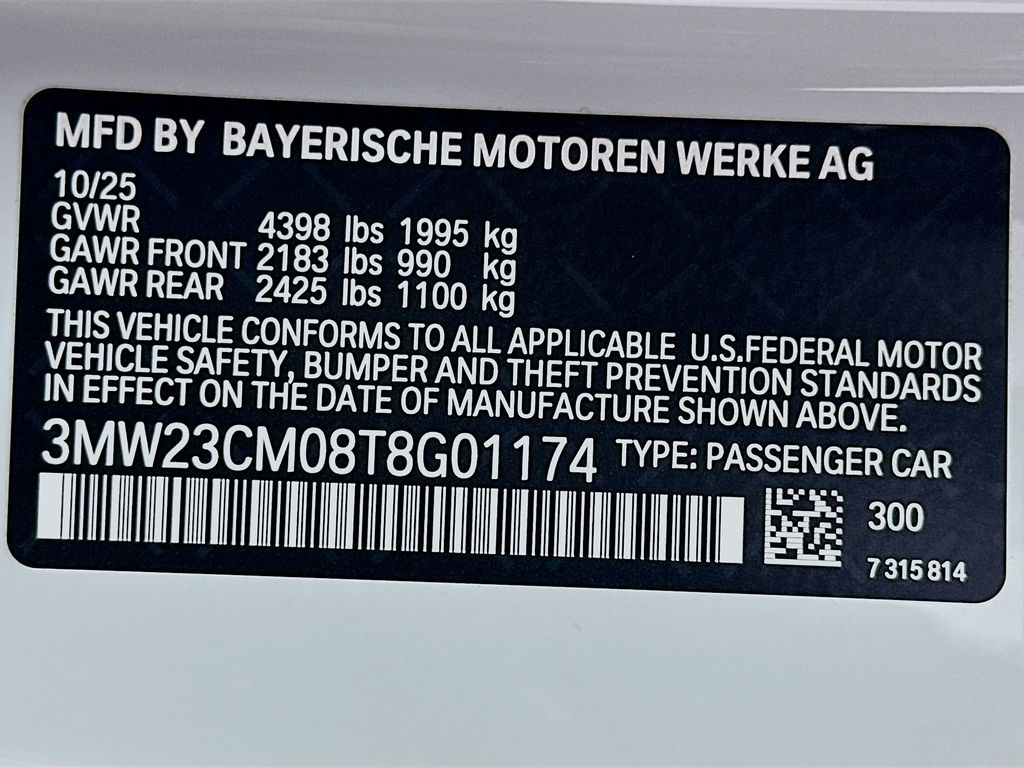 MFD BY BAYERISCHE MOTOREN WERKE AG
10/25
GVWR 4398 lbs 1995 kg
GAWR FRONT 2183 lbs 990 kg
GAWR REAR 2425 lbs 1100 kg
THIS VEHICLE CONFORMS TO ALL APPLICABLE U.S.FEDERAL MOTOR
VEHICLE SAFETY, BUMPER AND THEFT PREVENTION STANDARDS
IN EFFECT ON THE DATE OF MANUFACTURE SHOWN ABOVE.
3MW23CM08T8G01174 TYPE: PASSENGER CAR
300
7 315 814